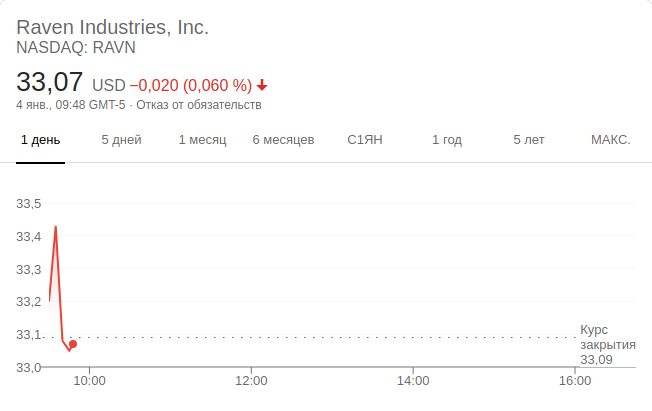 Raven Industries, Inc.
NASDAQ: RAVN
33,07 USD −0,020 (0,060 %)
4 янв., 09:48 GMT-5 · Отказ от обязательств
1 день 5 дней 1 месяц 6 месяцев С1ЯН 1 год 5 лет МАКС.
33,5
33,4
33,3
33,2
33,1
Курс
закрытия
33,09
33,0
10:00 12:00 14:00 16:00